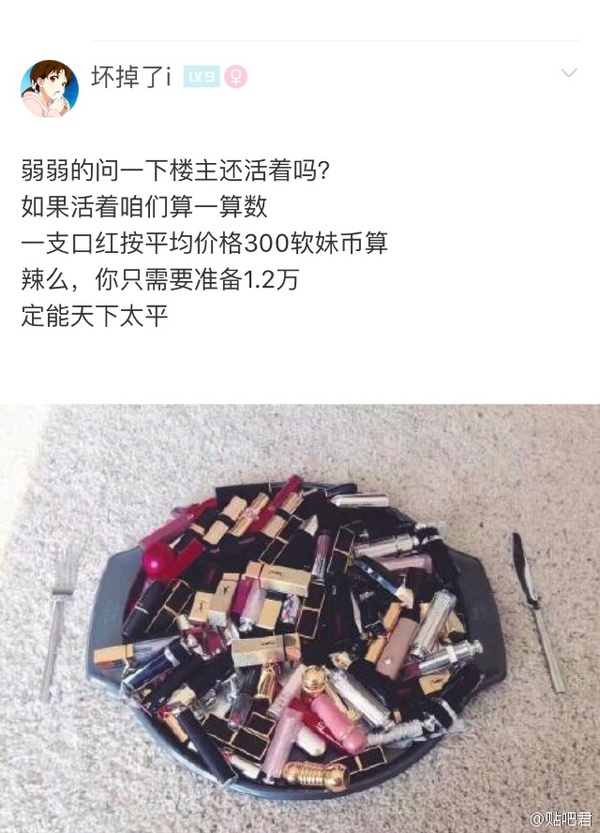 坏掉了i LV.9
弱弱的问一下楼主还活着吗?
如果活着咱们算一算数
一支口红按平均价格300软妹币算
辣么，你只需要准备1.2万
定能天下太平
@贴吧君